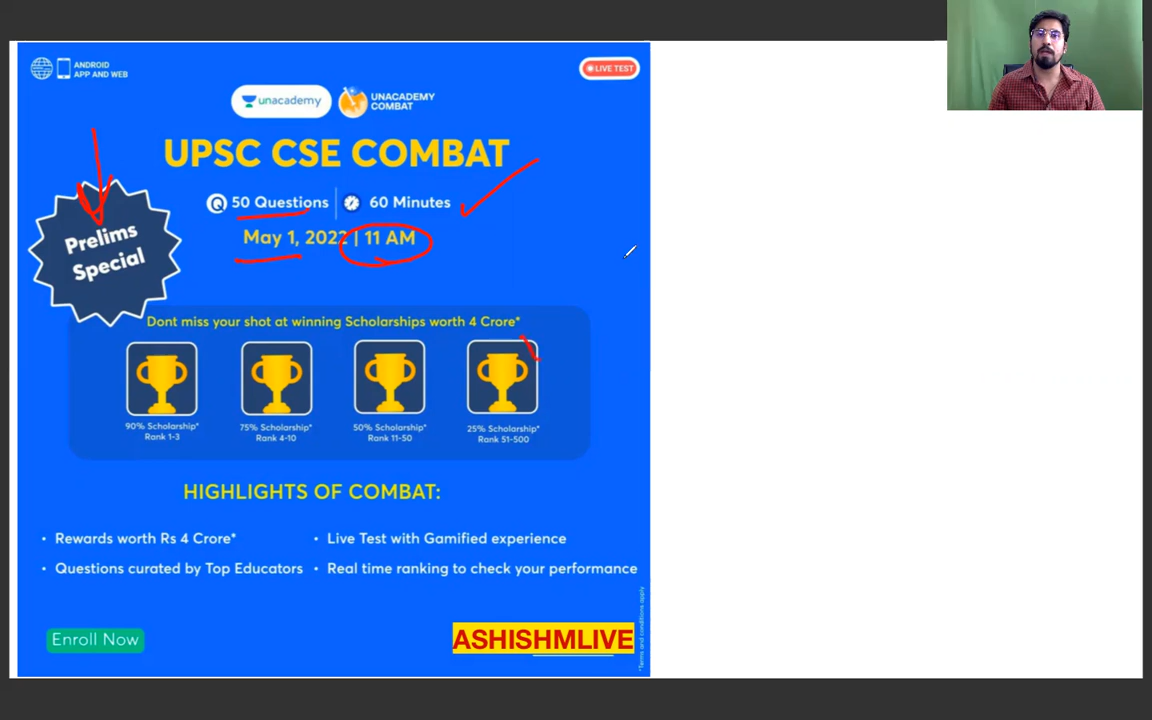 ANDROID
APP AND WEB
LIVE TEST
unacademy
UNACADEMY
COMBAT
UPSC CSE COMBAT
50 Questions
60 Minutes
May 1, 2022 | 11 AM
Prelims
Special
Dont miss your shot at winning Scholarships worth 4 Crore*
90% Scholarship*
Rank 1-3
75% Scholarship*
Rank 4-10
50% Scholarship*
Rank 11-50
25% Scholarship*
Rank 51-500
HIGHLIGHTS OF COMBAT:
• Rewards worth Rs 4 Crore*
• Live Test with Gamified experience
• Questions curated by Top Educators
• Real time ranking to check your performance
Enroll Now
ASHISHMLIVE
*Terms and conditions apply